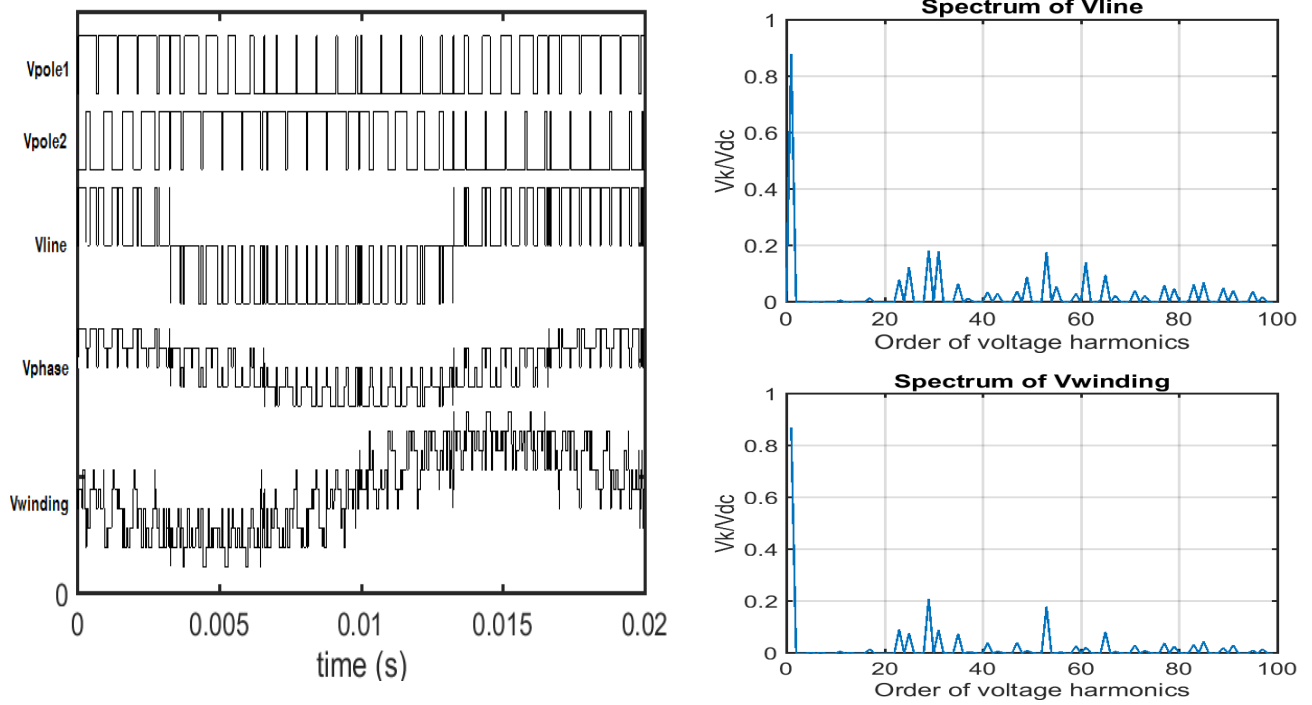 Vpole1
Vpole2
Vline
Vphase
Vwinding
0
0 0.005 0.01 0.015 0.02
time (s)
Spectrum of Vline
Vk/Vdc
1
0.8
0.6
0.4
0.2
0
0 20 40 60 80 100
Order of voltage harmonics
Spectrum of Vwinding
Vk/Vdc
1
0.8
0.6
0.4
0.2
0
0 20 40 60 80 100
Order of voltage harmonics